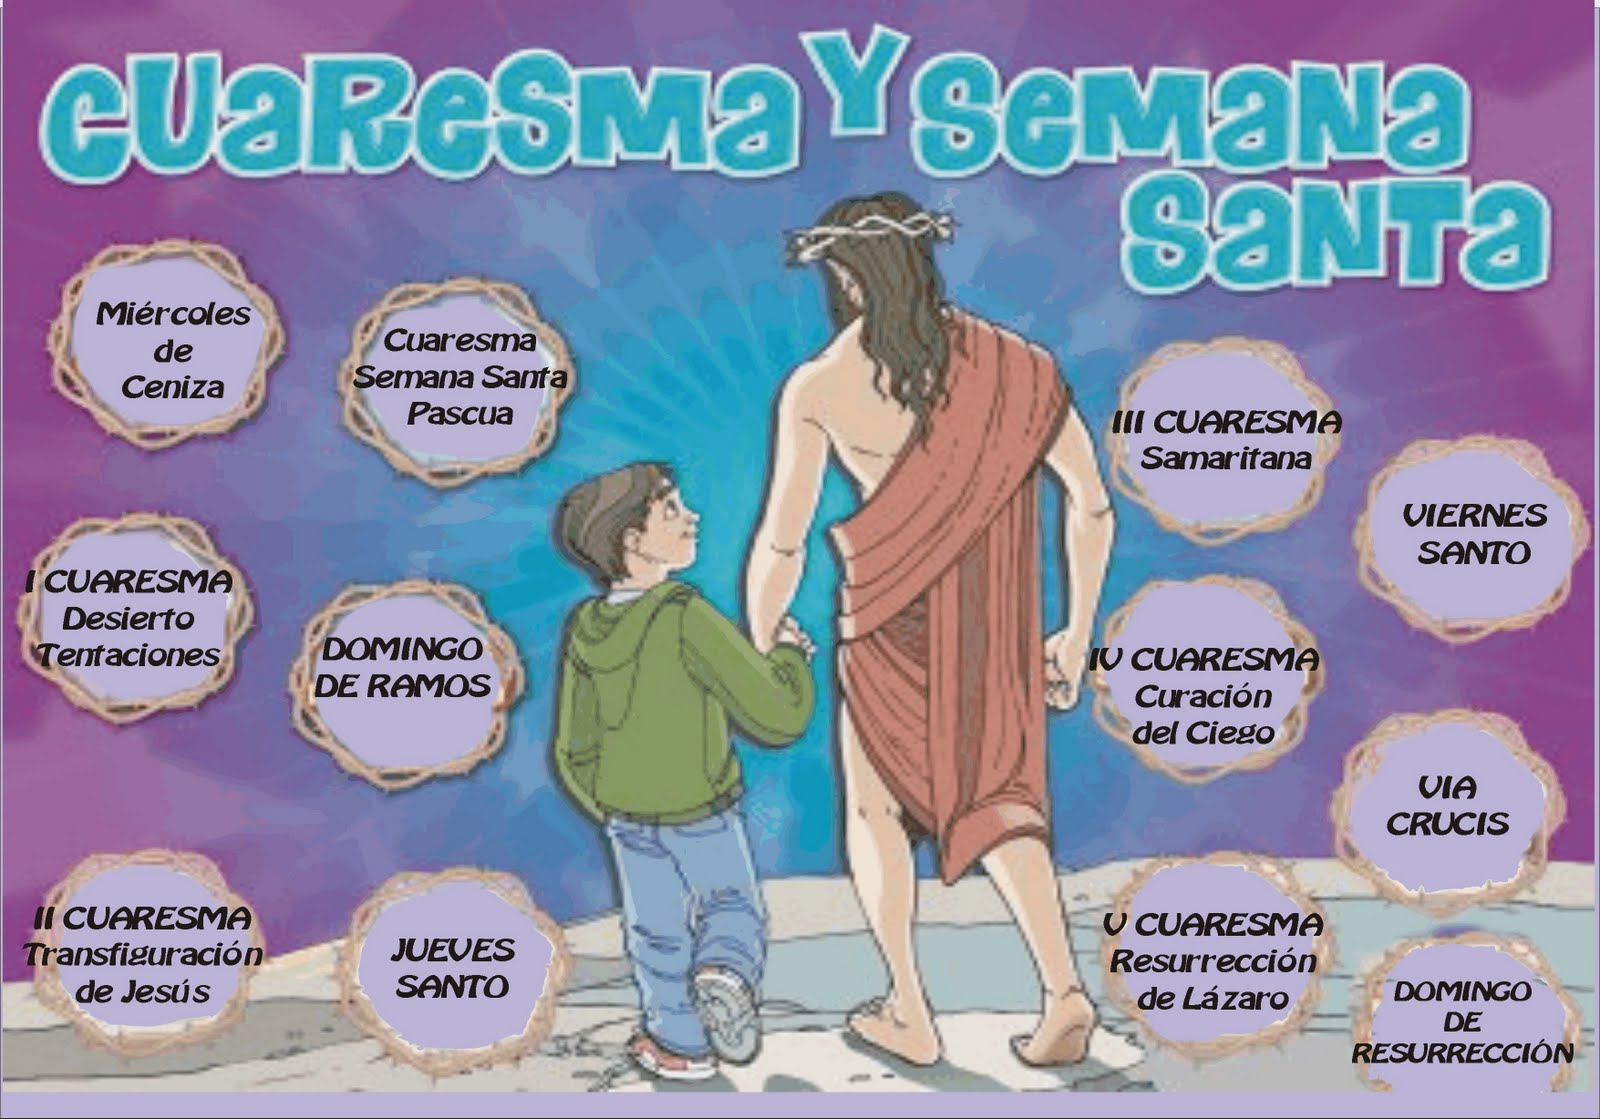 CUARESMA Y SEMANA
SANTA
Miércoles
de
Ceniza
Cuaresma
Semana Santa
Pascua
I CUARESMA
Desierto
Tentaciones
DOMINGO
DE RAMOS
II CUARESMA
Transfiguración
de Jesús
JUEVES
SANTO
III CUARESMA
Samaritana
VIERNES
SANTO
IV CUARESMA
Curación
del Ciego
VIA
CRUCIS
V CUARESMA
Resurrección
de Lázaro
DOMINGO
DE
RESURRECCIÓN